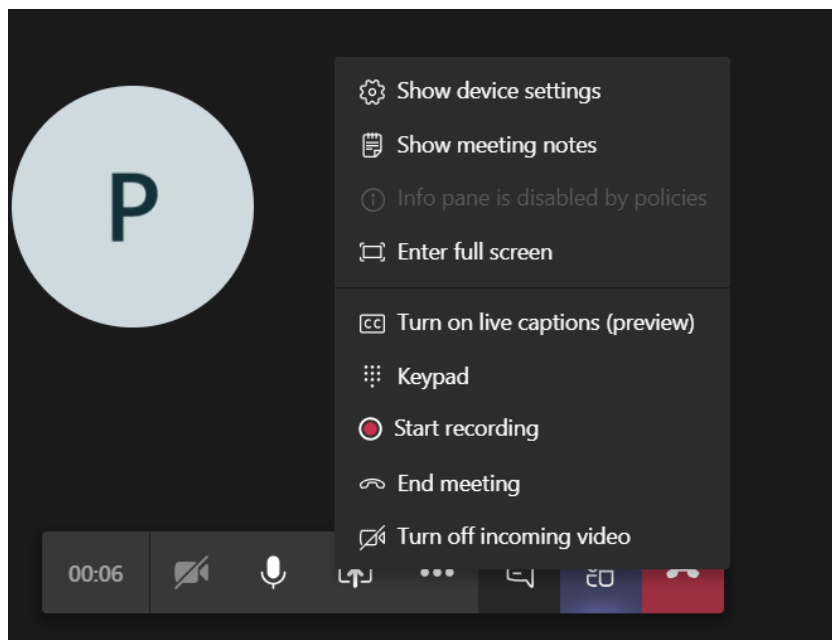 P
Show device settings
Show meeting notes
Info pane is disabled by policies
Enter full screen
CC Turn on live captions (preview)
Keypad
Start recording
End meeting
Turn off incoming video
00:06